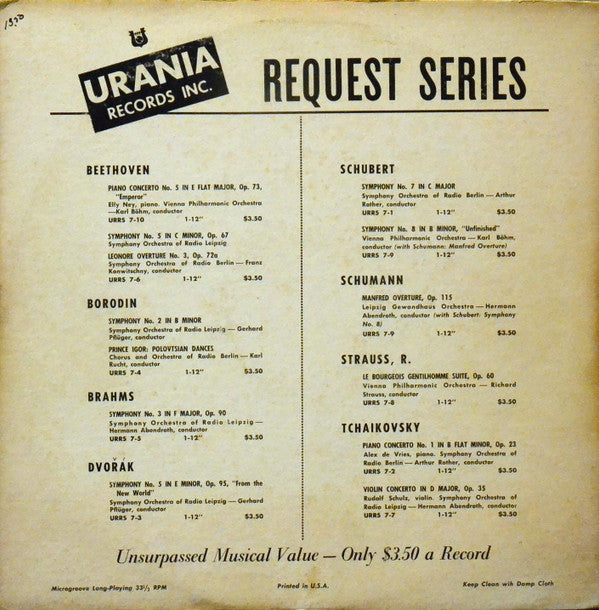 1330
URANIA
RECORDS INC.
REQUEST SERIES
BEETHOVEN
PIANO CONCERTO No. 5 IN E FLAT MAJOR, Op. 73,
"Emperor"
Elly Ney, piano. Vienna Philharmonic Orchestra
—Karl Böhm, conductor
URRS 7-10 1-12" $3.50
SYMPHONY No. 5 IN C MINOR, Op. 67
Symphony Orchestra of Radio Leipzig
LEONORE OVERTURE No. 3, Op. 72a
Symphony Orchestra of Radio Berlin — Franz
Konwitschny, conductor
URRS 7-6 1-12" $3.50
BORODIN
SYMPHONY No. 2 IN B MINOR
Symphony Orchestra of Radio Leipzig — Gerhard
Pflüger, conductor
PRINCE IGOR: POLOVTSIAN DANCES
Chorus and Orchestra of Radio Berlin — Karl
Rucht, conductor
URRS 7-4 1-12" $3.50
BRAHMS
SYMPHONY No. 3 IN F MAJOR, Op. 90
Symphony Orchestra of Radio Leipzig —
Hermann Abendroth, conductor
URRS 7-5 1-12" $3.50
DVOŘÁK
SYMPHONY No. 5 IN E MINOR, Op. 95, "From the
New World"
Symphony Orchestra of Radio Leipzig — Gerhard
Pflüger, conductor
URRS 7-3 1-12" $3.50
SCHUBERT
SYMPHONY No. 7 IN C MAJOR
Symphony Orchestra of Radio Berlin — Arthur
Rother, conductor
URRS 7-1 1-12" $3.50
SYMPHONY No. 8 IN B MINOR, "Unfinished"
Vienna Philharmonic Orchestra — Karl Böhm,
conductor (with Schumann: Manfred Overture)
URRS 7-9 1-12" $3.50
SCHUMANN
MANFRED OVERTURE, Op. 115
Leipzig Gewandhaus Orchestra — Hermann
Abendroth, conductor (with Schubert: Symphony
No. 8)
URRS 7-9 1-12" $3.50
STRAUSS, R.
LE BOURGEOIS GENTILHOMME SUITE, Op. 60
Vienna Philharmonic Orchestra — Richard
Strauss, conductor
URRS 7-8 1-12" $3.50
TCHAIKOVSKY
PIANO CONCERTO No. 1 IN B FLAT MINOR, Op. 23
Alex de Vries, piano. Symphony Orchestra of
Radio Berlin — Arthur Rother, conductor
URRS 7-2 1-12" $3.50
VIOLIN CONCERTO IN D MAJOR, Op. 35
Rudolf Schulz, violin. Symphony Orchestra of
Radio Leipzig — Hermann Abendroth, conductor
URRS 7-7 1-12" $3.50
Unsurpassed Musical Value — Only $3.50 a Record
Microgroove Long-Playing 33⅓ RPM Printed in U.S.A. Keep Clean wih Damp Cloth